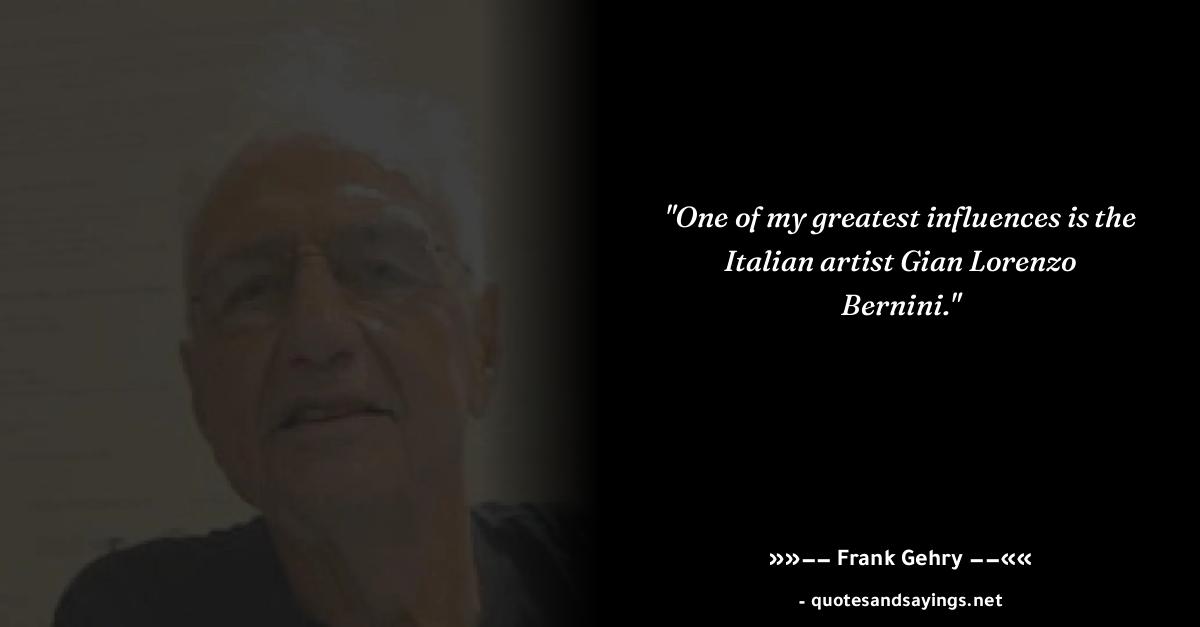 "One of my greatest influences is the
Italian artist Gian Lorenzo
Bernini."
»»−− Frank Gehry −−««
- quotesandsayings.net